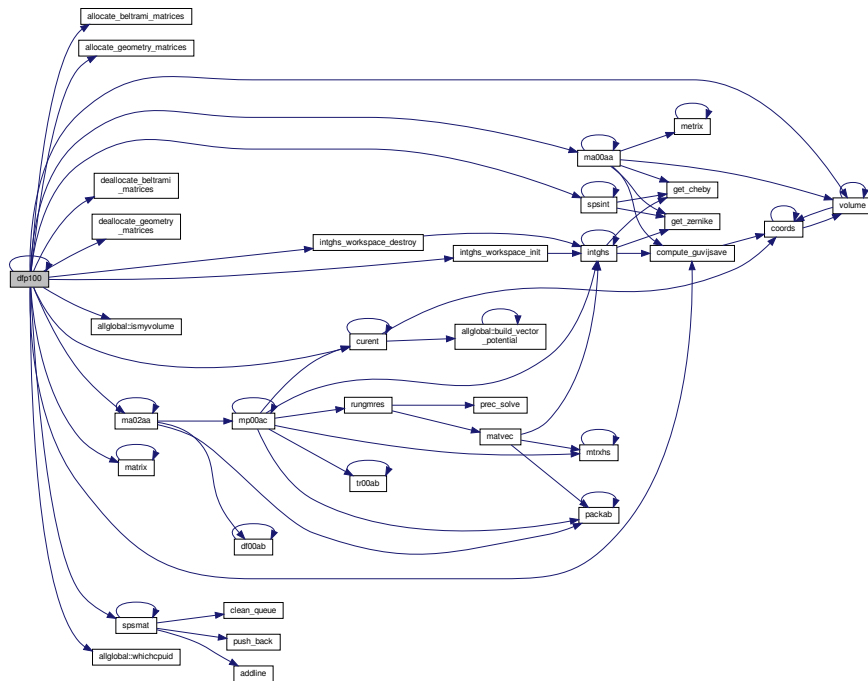 allocate_beltrami_matrices
allocate_geometry_matrices
metrix
ma00aa
deallocate_beltrami
_matrices
get_cheby
spsint
volume
deallocate_geometry
_matrices
get_zernike
coords
intghs_workspace_destroy
intghs_workspace_init
intghs
compute_guvijsave
dfp100
allglobal::ismyvolume
curent
allglobal::build_vector
_potential
rungmres
prec_solve
ma02aa
mp00ac
matvec
mtrxhs
matrix
tr00ab
packab
df00ab
clean_queue
spsmat
push_back
allglobal::whichcpuid
addline